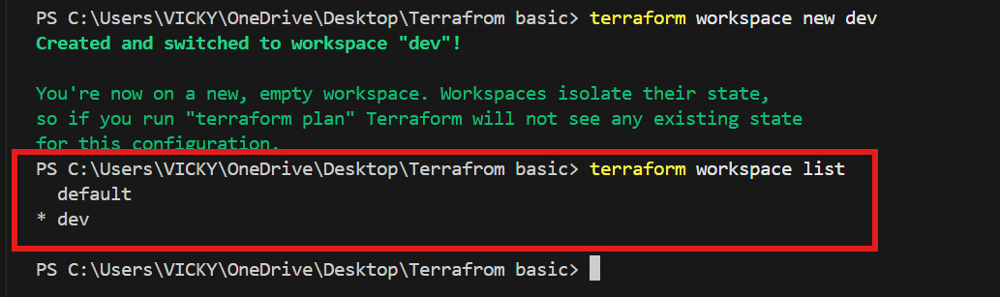 PS C:\Users\VICKY\OneDrive\Desktop\Terrafrom basic> terraform workspace new dev
Created and switched to workspace "dev"!
You're now on a new, empty workspace. Workspaces isolate their state,
so if you run "terraform plan" Terraform will not see any existing state
for this configuration.
PS C:\Users\VICKY\OneDrive\Desktop\Terrafrom basic> terraform workspace list
default
* dev
PS C:\Users\VICKY\OneDrive\Desktop\Terrafrom basic>